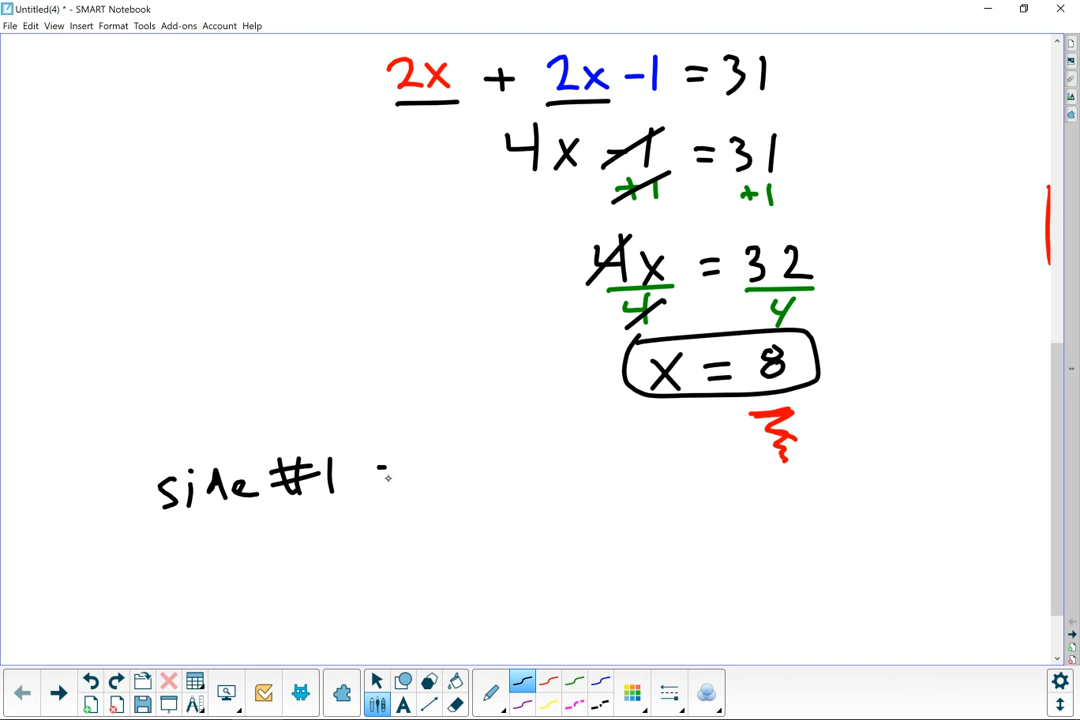 Untitled(4) * - SMART Notebook
File Edit View Insert Format Tools Add-ons Account Help
2x + 2x - 1 = 31
4x - 1 = 31
+1 +1
4x = 32
4 4
x = 8
side #1 =